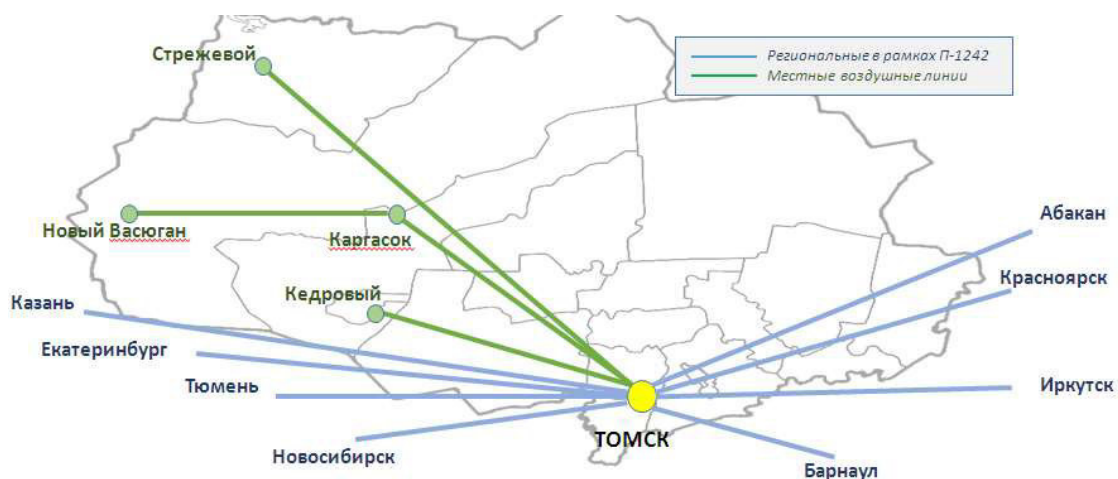 Стрежевой
Региональные в рамках П-1242
Местные воздушные линии
Новый Васюган
Каргасок
Абакан
Красноярск
Кедровый
Казань
Екатеринбург
Тюмень
Иркутск
ТОМСК
Новосибирск
Барнаул